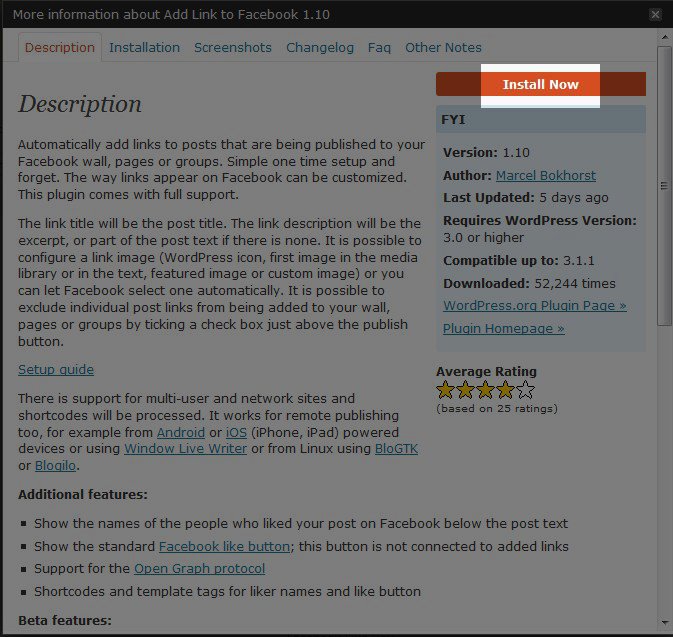 More information about Add Link to Facebook 1.10
Description Installation Screenshots Changelog Faq Other Notes
Install Now
Description
Automatically add links to posts that are being published to your
Facebook wall, pages or groups. Simple one time setup and
forget. The way links appear on Facebook can be customized.
This plugin comes with full support.
The link title will be the post title. The link description will be the
excerpt, or part of the post text if there is none. It is possible to
configure a link image (WordPress icon, first image in the media
library or in the text, featured image or custom image) or you
can let Facebook select one automatically. It is possible to
exclude individual post links from being added to your wall,
pages or groups by ticking a check box just above the publish
button.
Setup guide
There is support for multi-user and network sites and
shortcodes will be processed. It works for remote publishing
too, for example from Android or iOS (iPhone, iPad) powered
devices or using Window Live Writer or from Linux using BloGTK
or Blogilo.
FYI
Version: 1.10
Author: Marcel Bokhorst
Last Updated: 5 days ago
Requires WordPress Version:
3.0 or higher
Compatible up to: 3.1.1
Downloaded: 52,244 times
WordPress.org Plugin Page »
Plugin Homepage »
Average Rating
(based on 25 ratings)
Additional features:
Show the names of the people who liked your post on Facebook below the post text
Show the standard Facebook like button; this button is not connected to added links
Support for the Open Graph protocol
Shortcodes and template tags for liker names and like button
Beta features: